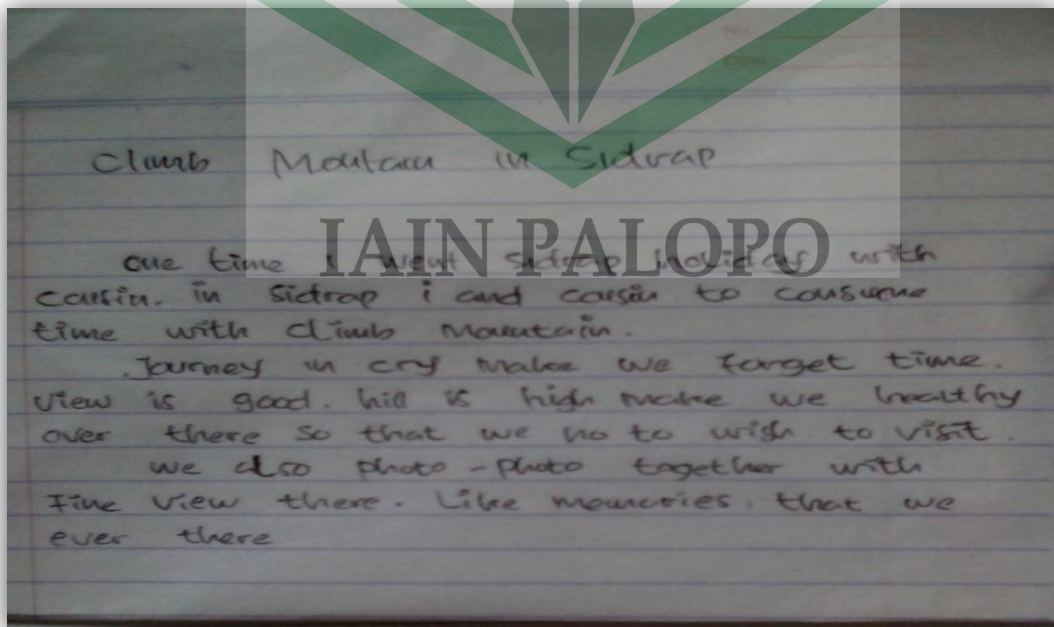 No
Date
Climb Moutain in Sidrap
IAIN PALOPO
one time i went sidrap holiday with
cousin. in sidrap i and cousin to consume
time with climb Mountain.
Journey in cry make we forget time.
View is good. hill is high make we healthy
over there so that we no to wish to visit.
we also photo - photo together with
Fine View there. Like memories. that we
ever there